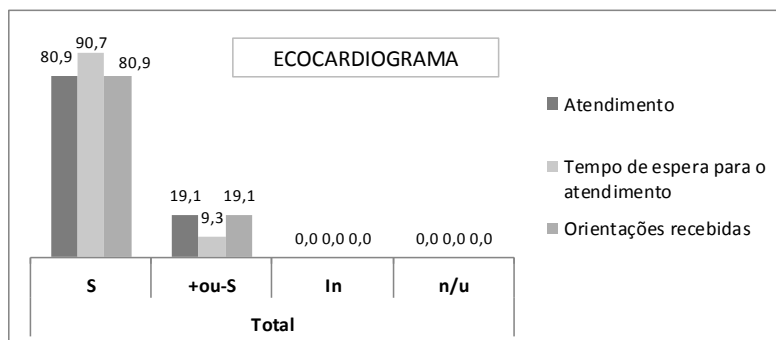 ECOCARDIOGRAMA
80,9 90,7 80,9
19,1 9,3 19,1
0,0 0,0 0,0
0,0 0,0 0,0
S
+ou-S
In
n/u
Total
Atendimento
Tempo de espera para o
atendimento
Orientações recebidas